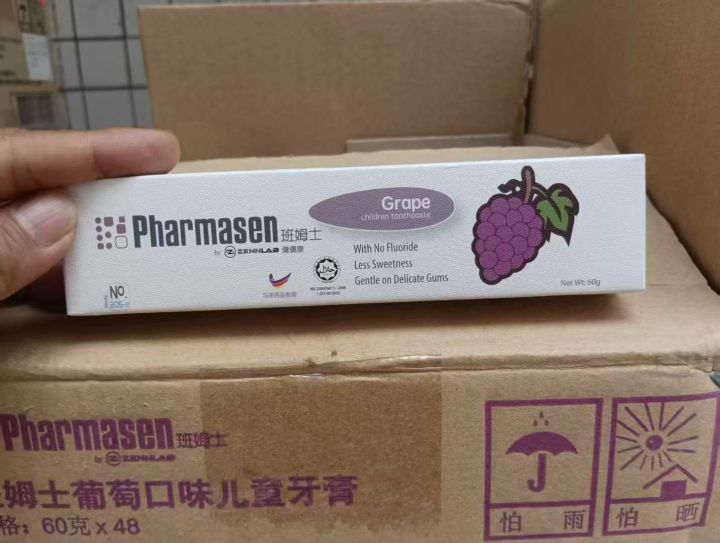 Grape
children toothpaste
Pharmasen 班姆士
by ZENNLAB 强健康
With No Fluoride
Less Sweetness
Gentle on Delicate Gums
Net Wt: 60g
NO.
Pharmasen 班姆士
by ZENNLAB
姆士葡萄口味儿童牙膏
格：60克×48
怕 雨
怕 晒